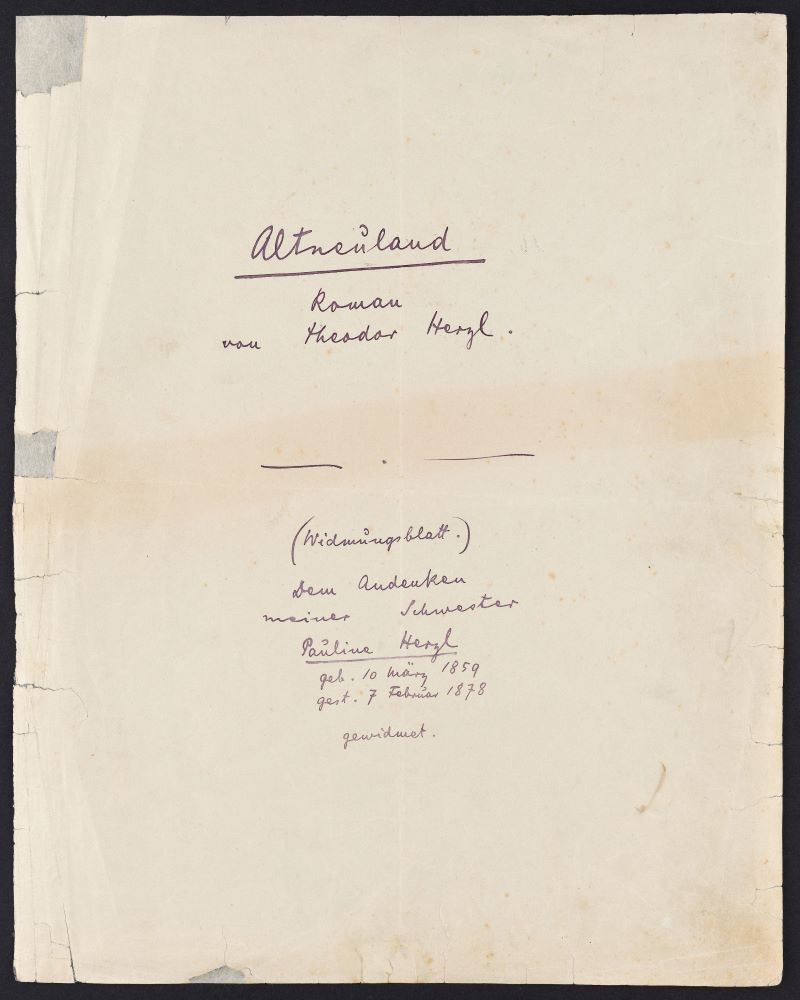 Altneuland
Roman
von Theodor Herzl.
(Widmungsblatt.)
Dem Andenken
meiner Schwester
Pauline Herzl
geb. 10 März 1859
gest. 7 Februar 1878
gewidmet.